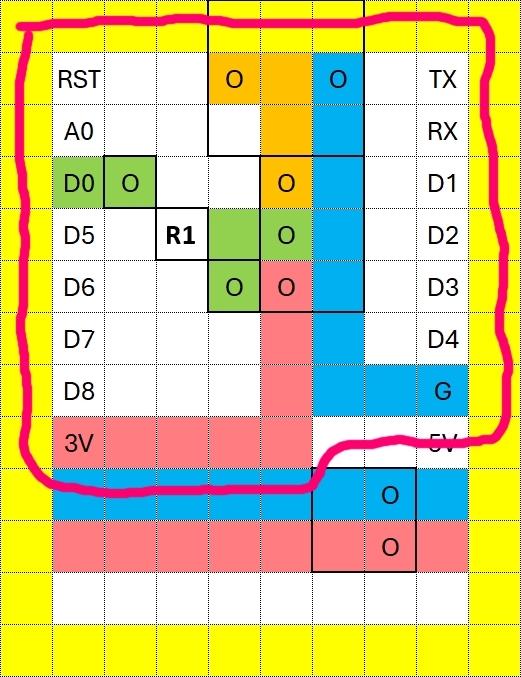 RST O O TX
A0 RX
D0 O O D1
D5 R1 O D2
D6 O O D3
D7 D4
D8 G
3V 5V
O
O